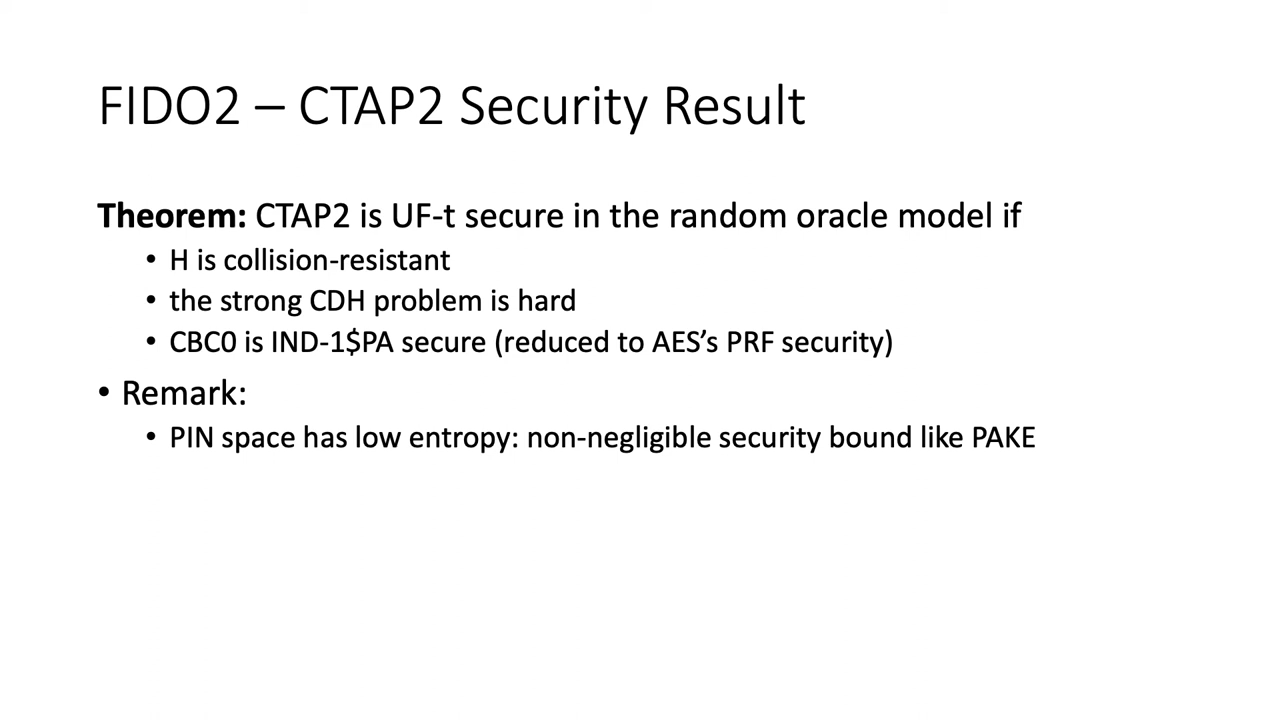 FIDO2 – CTAP2 Security Result
Theorem: CTAP2 is UF-t secure in the random oracle model if
• H is collision-resistant
• the strong CDH problem is hard
• CBC0 is IND-1$PA secure (reduced to AES’s PRF security)
• Remark:
• PIN space has low entropy: non-negligible security bound like PAKE